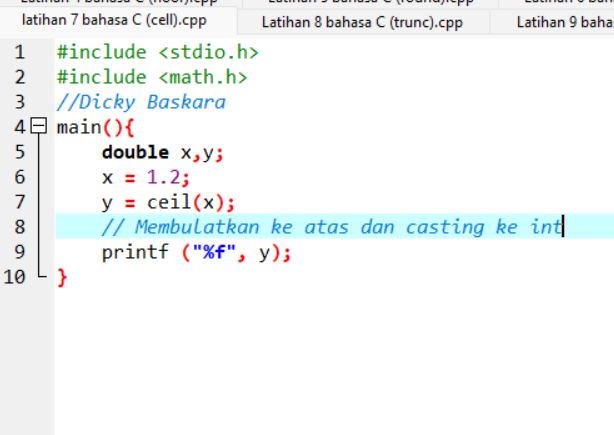 latihan 7 bahasa C (cell).cpp Latihan 8 bahasa C (trunc).cpp Latihan 9 baha
1 #include <stdio.h>
2 #include <math.h>
3 //Dicky Baskara
4 main(){
5 double x,y;
6 x = 1.2;
7 y = ceil(x);
8 // Membulatkan ke atas dan casting ke int
9 printf ("%f", y);
10 }